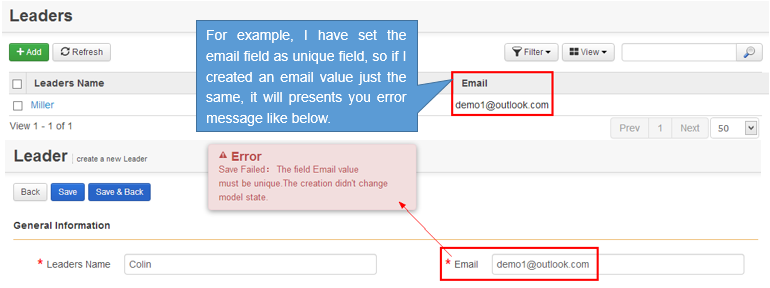 Leaders
+ Add
Refresh
For example, I have set the
email field as unique field, so if I
created an email value just the
same, it will presents you error
message like below.
Filter
View
Leaders Name
Email
Miller
demo1@outlook.com
View 1 - 1 of 1
Prev
1
Next
50
Leader | create a new Leader
Error
Save Failed: The field Email value
must be unique.The creation didn't change
model state.
Back
Save
Save & Back
General Information
* Leaders Name
Colin
* Email
demo1@outlook.com